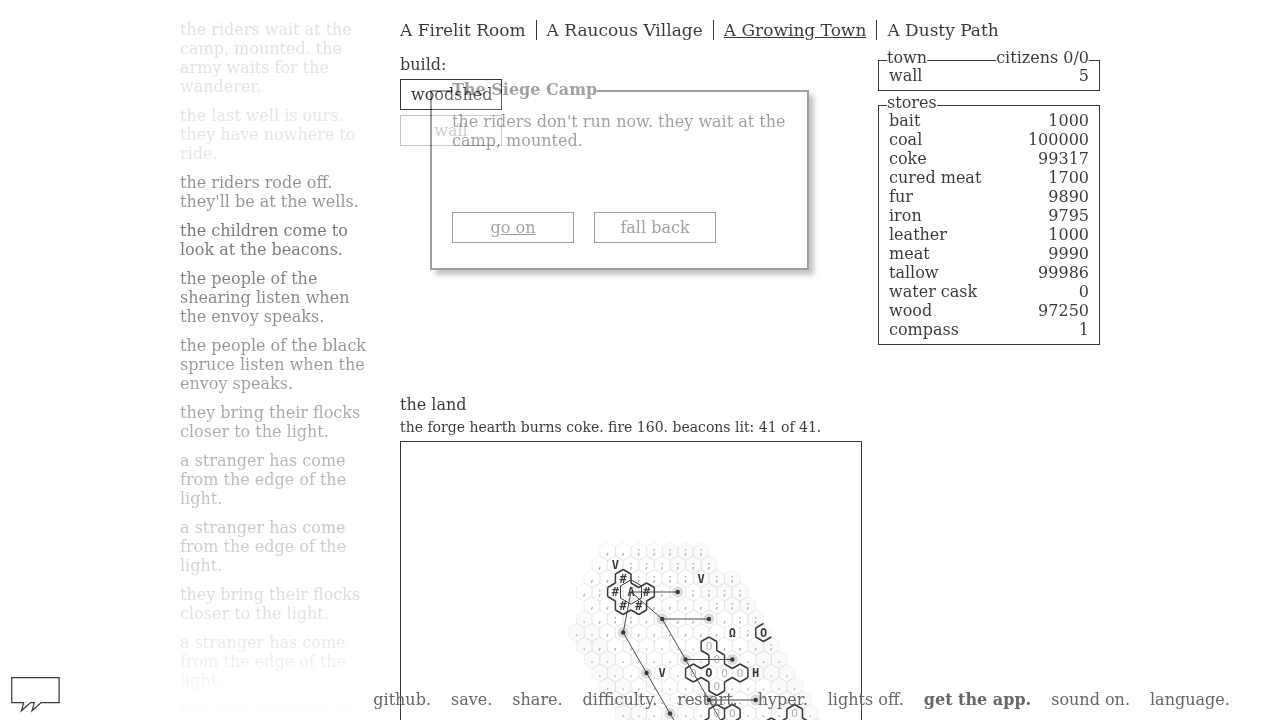 the riders wait at the
camp, mounted. the
army waits for the
wanderer.
the last well is ours.
they have nowhere to
ride.
the riders rode off.
they'll be at the wells.
the children come to
look at the beacons.
the people of the
shearing listen when
the envoy speaks.
the people of the black
spruce listen when the
envoy speaks.
they bring their flocks
closer to the light.
a stranger has come
from the edge of the
light.
a stranger has come
from the edge of the
light.
they bring their flocks
closer to the light.
a stranger has come
from the edge of the
light.
A Firelit Room
A Raucous Village
A Growing Town
A Dusty Path
build:
woodshed
wall
The Siege Camp
the riders don't run now. they wait at the
camp, mounted.
go on
fall back
town citizens 0/0
wall 5
stores
bait 1000
coal 100000
coke 99317
cured meat 1700
fur 9890
iron 9795
leather 1000
meat 9990
tallow 99986
water cask 0
wood 97250
compass 1
the land
the forge hearth burns coke. fire 160. beacons lit: 41 of 41.
github. save. share. difficulty. restart. hyper. lights off. get the app. sound on. language.